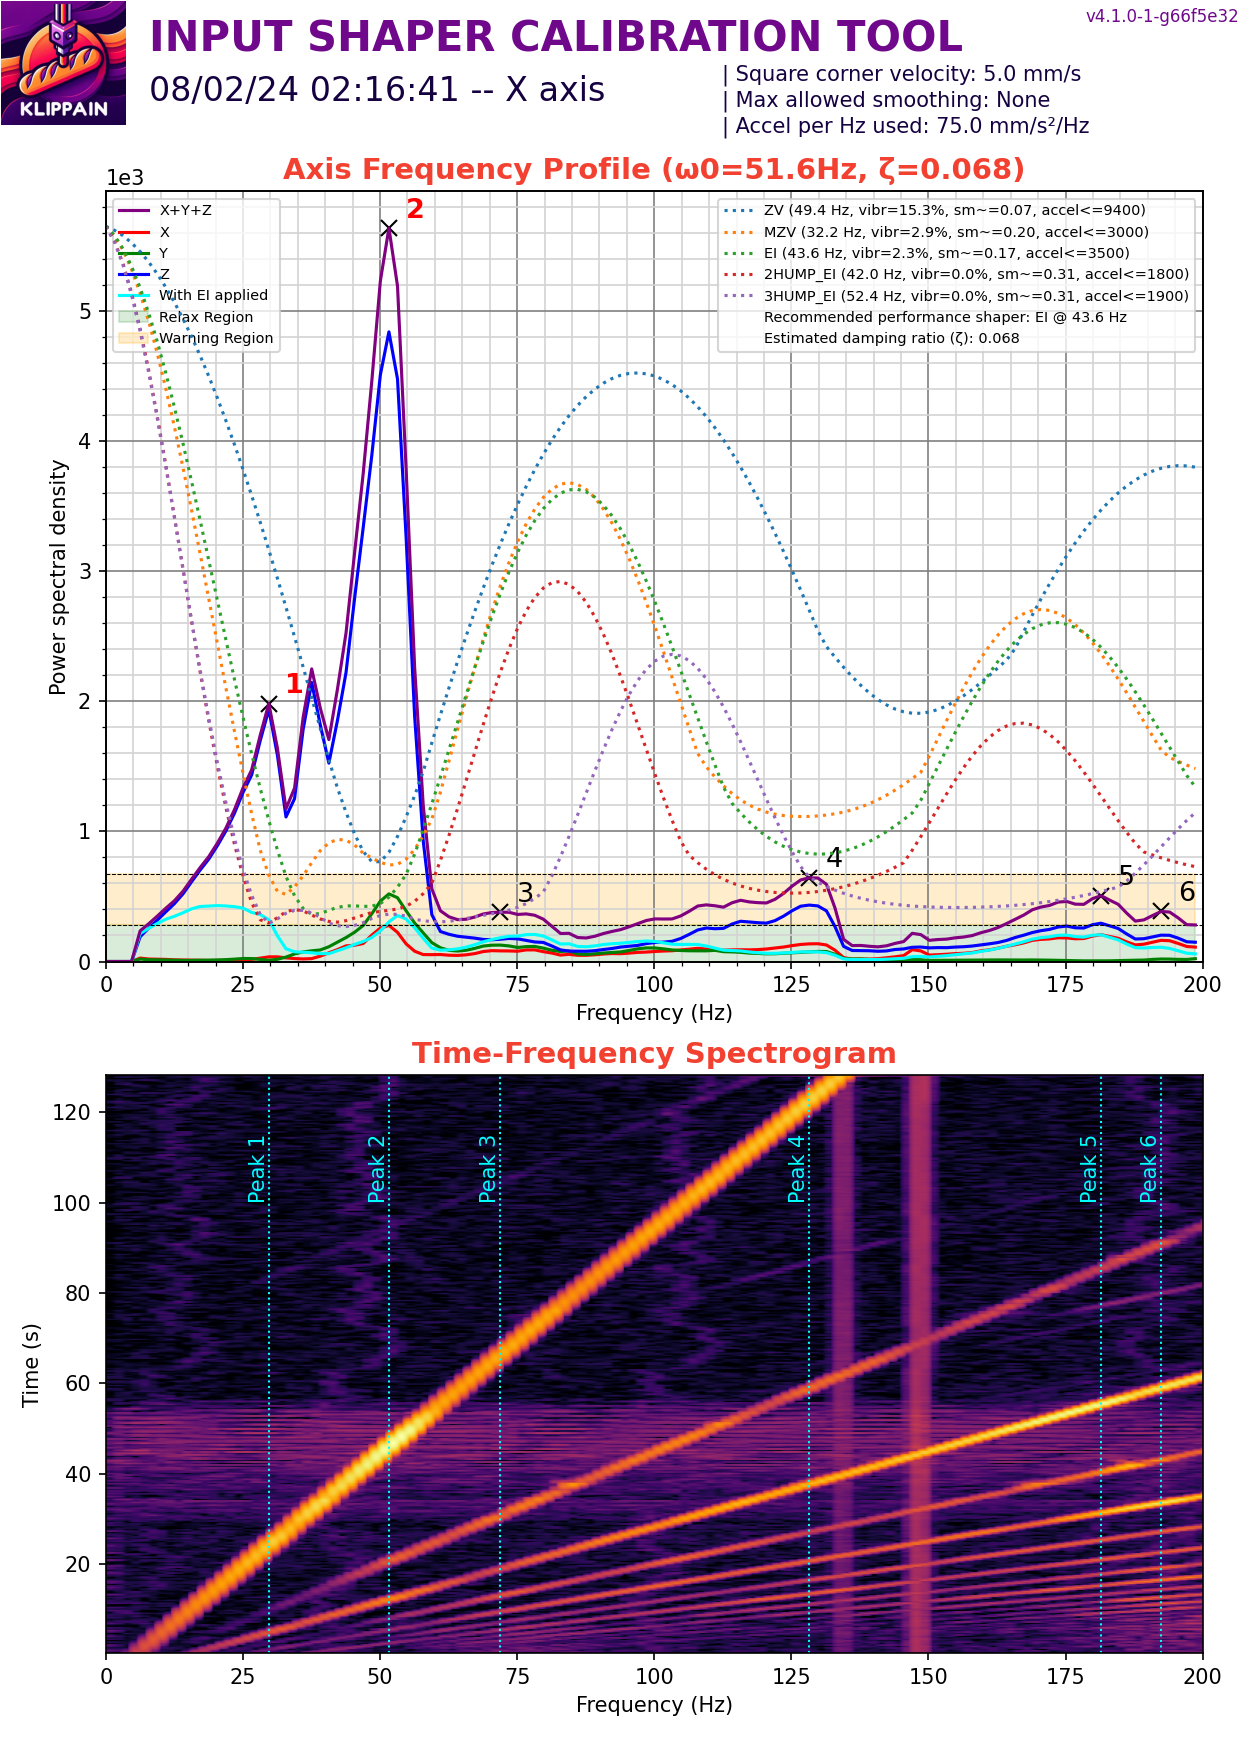 v4.1.0-1-g66f5e32
INPUT SHAPER CALIBRATION TOOL
08/02/24 02:16:41 -- X axis
| Square corner velocity: 5.0 mm/s
| Max allowed smoothing: None
| Accel per Hz used: 75.0 mm/s²/Hz
KLIPPAIN
Axis Frequency Profile (ω0=51.6Hz, ζ=0.068)
1e3
X+Y+Z
X
Y
Z
With EI applied
Relax Region
Warning Region
ZV (49.4 Hz, vibr=15.3%, sm~=0.07, accel<=9400)
MZV (32.2 Hz, vibr=2.9%, sm~=0.20, accel<=3000)
EI (43.6 Hz, vibr=2.3%, sm~=0.17, accel<=3500)
2HUMP_EI (42.0 Hz, vibr=0.0%, sm~=0.31, accel<=1800)
3HUMP_EI (52.4 Hz, vibr=0.0%, sm~=0.31, accel<=1900)
Recommended performance shaper: EI @ 43.6 Hz
Estimated damping ratio (ζ): 0.068
Power spectral density
5
4
3
2
1
0
1
2
3
4
5
6
0 25 50 75 100 125 150 175 200
Frequency (Hz)
Time-Frequency Spectrogram
Time (s)
120
100
80
60
40
20
Peak 1
Peak 2
Peak 3
Peak 4
Peak 5
Peak 6
0 25 50 75 100 125 150 175 200
Frequency (Hz)